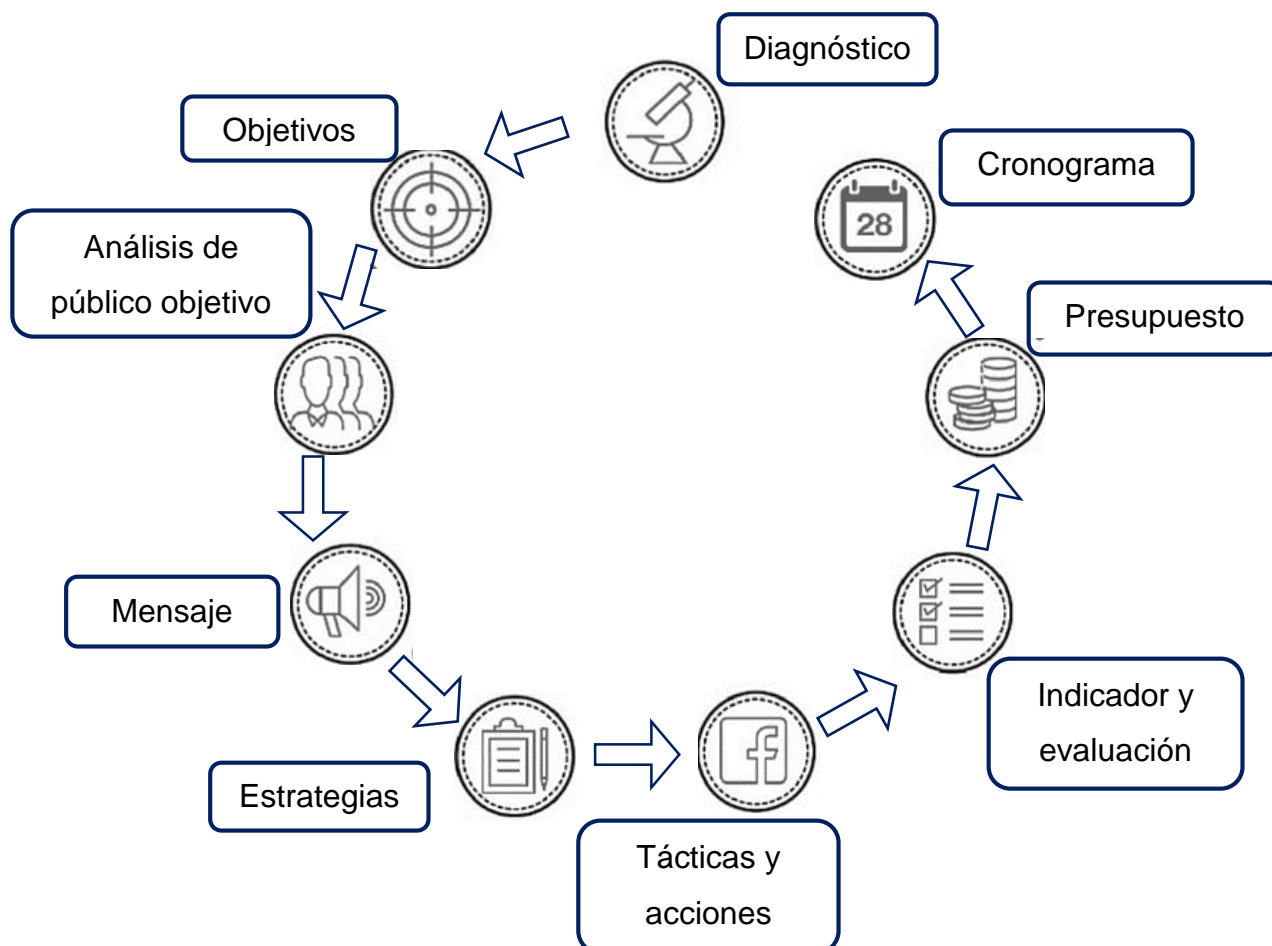 Diagnóstico
Objetivos
Análisis de
público objetivo
Mensaje
Estrategias
Tácticas y
acciones
Indicador y
evaluación
Presupuesto
Cronograma
28
f